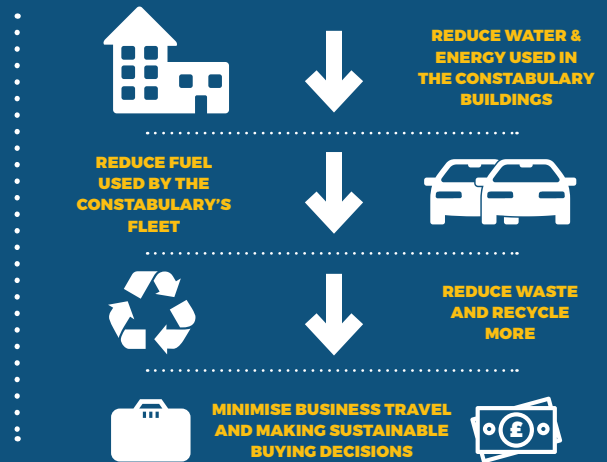 REDUCE WATER &
ENERGY USED IN
THE CONSTABULARY
BUILDINGS
REDUCE FUEL
USED BY THE
CONSTABULARY'S
FLEET
REDUCE WASTE
AND RECYCLE
MORE
MINIMISE BUSINESS TRAVEL
AND MAKING SUSTAINABLE
BUYING DECISIONS
£